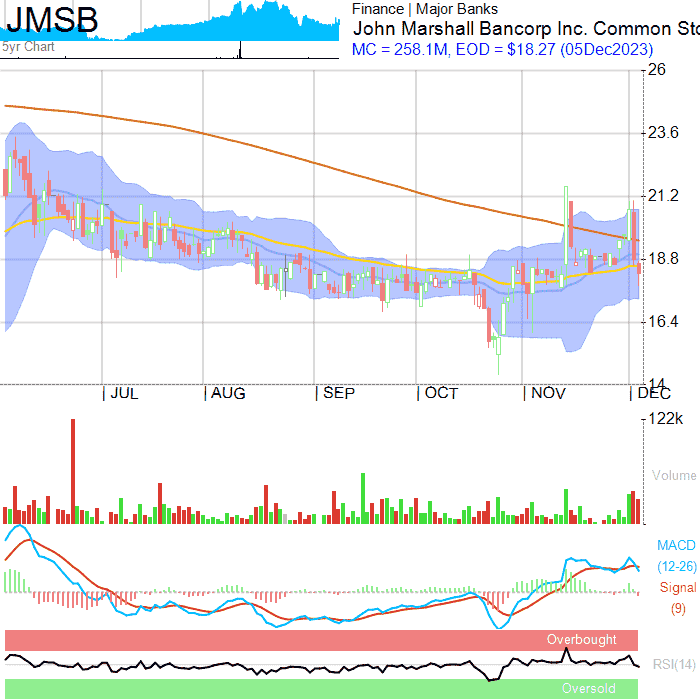 JMSB
5yr Chart
Finance | Major Banks
John Marshall Bancorp Inc. Common Sto
MC = 258.1M, EOD = $18.27 (05Dec2023)
26
23.6
21.2
18.8
16.4
14
JUL AUG SEP OCT NOV DEC
122k
Volume
MACD
(12-26)
Signal
(9)
Overbought
RSI(14)
Oversold